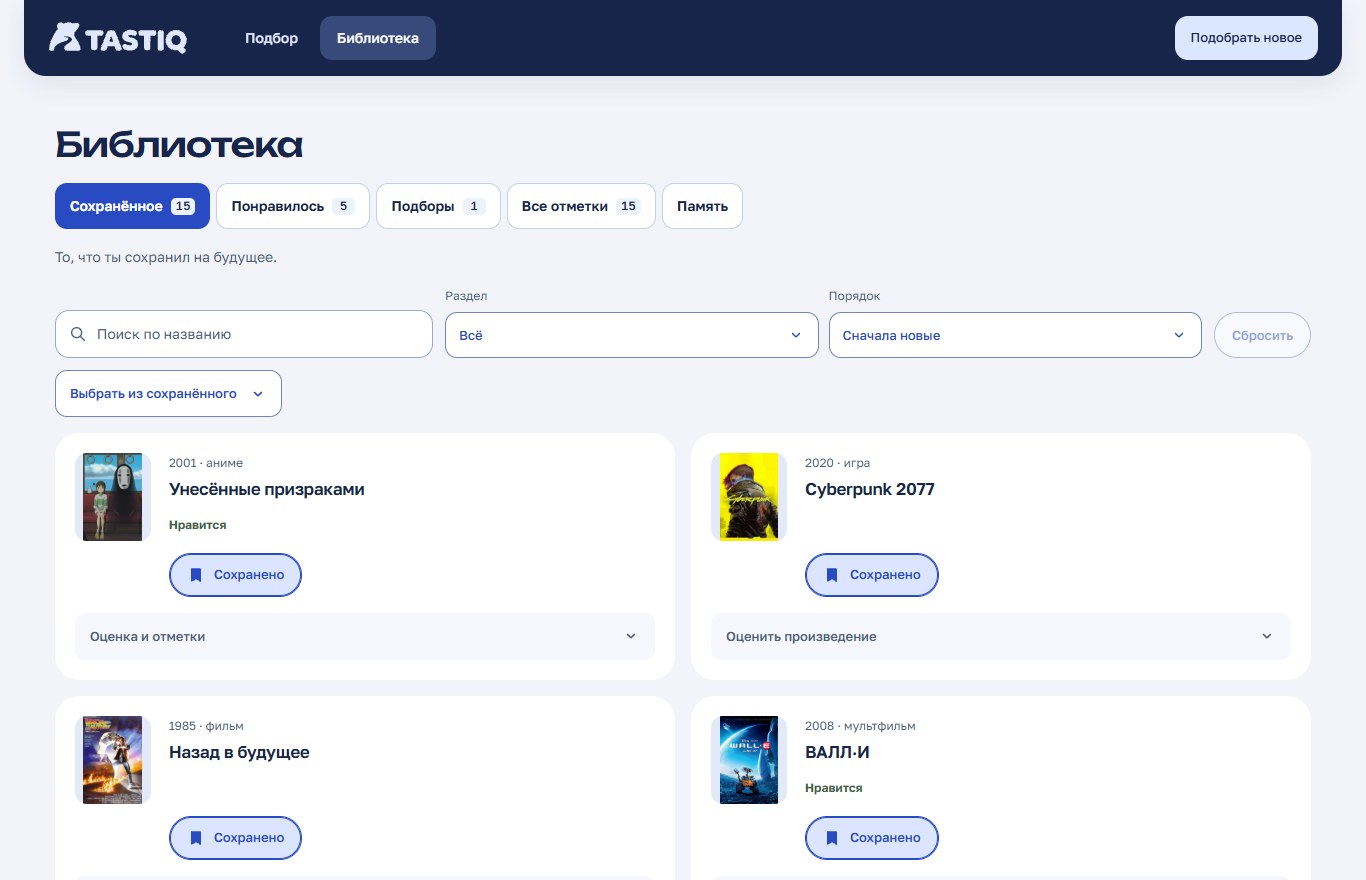 TASTIQ
Подбор
Библиотека
Подобрать новое
Библиотека
Сохранённое 15
Понравилось 5
Подборы 1
Все отметки 15
Память
То, что ты сохранил на будущее.
Поиск по названию
Раздел
Всё
Порядок
Сначала новые
Сбросить
Выбрать из сохранённого
2001 · аниме
Унесённые призраками
Нравится
Сохранено
Оценка и отметки
2020 · игра
Cyberpunk 2077
Сохранено
Оценить произведение
1985 · фильм
Назад в будущее
Сохранено
WALL·E
2008 · мультфильм
ВАЛЛ·И
Нравится
Сохранено